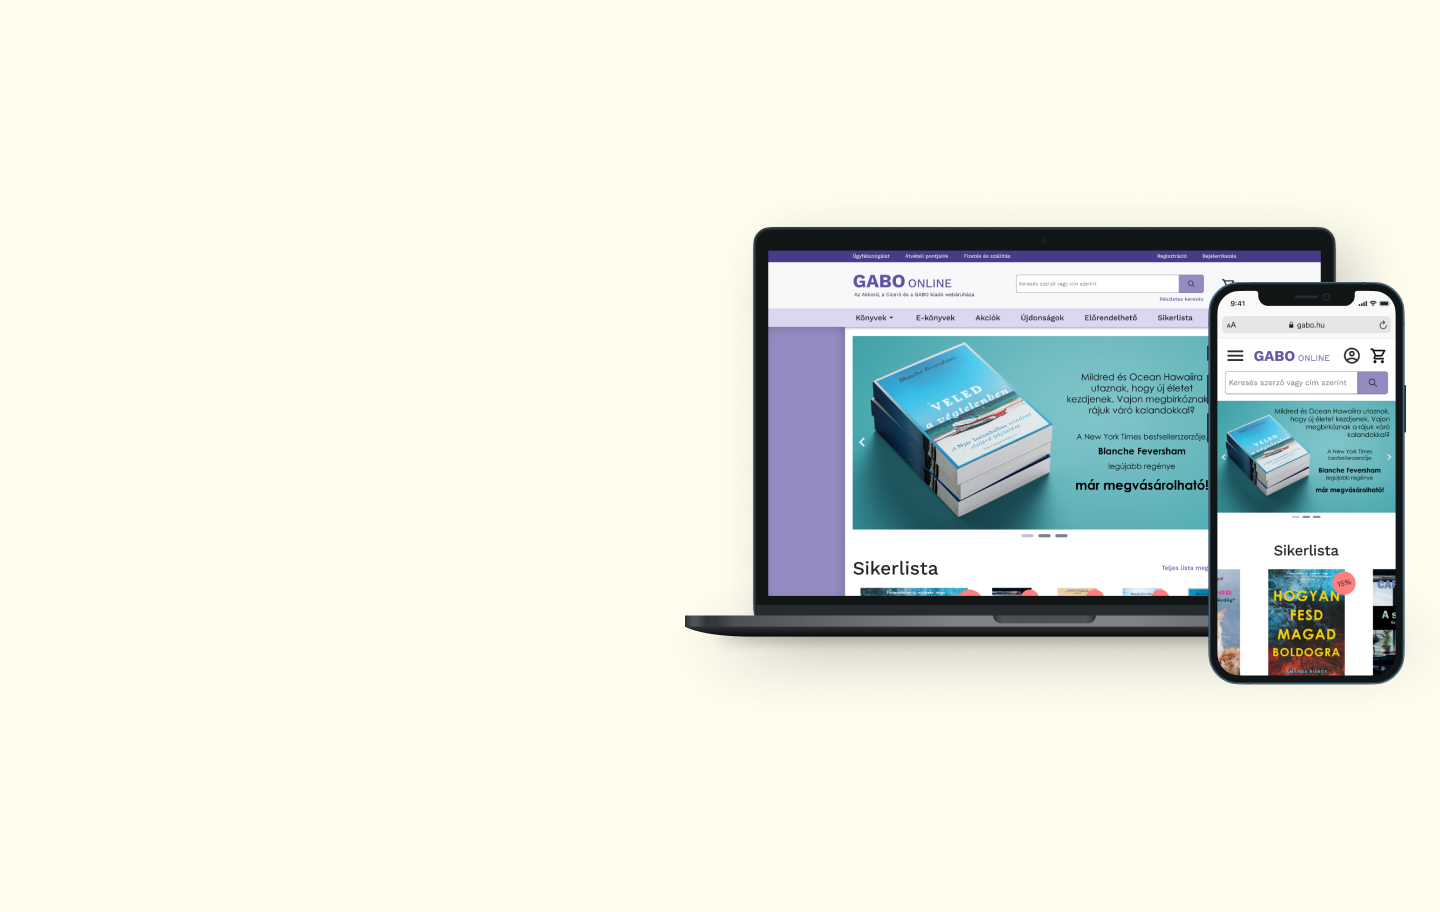 Ügyfélszolgálat Átvételi pontjaink Fizetés és szállítás Regisztráció Bejelentkezés
GABO ONLINE
Az Akkord, a Ciceró és a GABO kiadó webáruháza
Keresés szerző vagy cím szerint
Részletes keresés
Könyvek E-könyvek Akciók Újdonságok Előrendelhető Sikerlista
Blanche Feversham
VELED
a végtelenben
Mildred és Ocean Hawaiira
utaznak, hogy új életet
kezdjenek. Vajon megbirkóznak
rájuk váró kalandokkal?
A New York Times bestsellerszerzője,
Blanche Feversham
legújabb regénye
már megvásárolható!
Sikerlista
Teljes lista meg
9:41
AA gabo.hu
GABO ONLINE
Keresés szerző vagy cím szerint
Mildred és Ocean Hawaiira utaznak,
hogy új életet kezdjenek. Vajon
megbirkóznak a rájuk váró
kalandokkal?
A New York Times
bestsellerszerzője
Blanche Feversham
legújabb regénye
már megvásárolható!
VELED
a végtelenben
Sikerlista
15%
HOGYAN
FESD
MAGAD
BOLDOGRA
A s